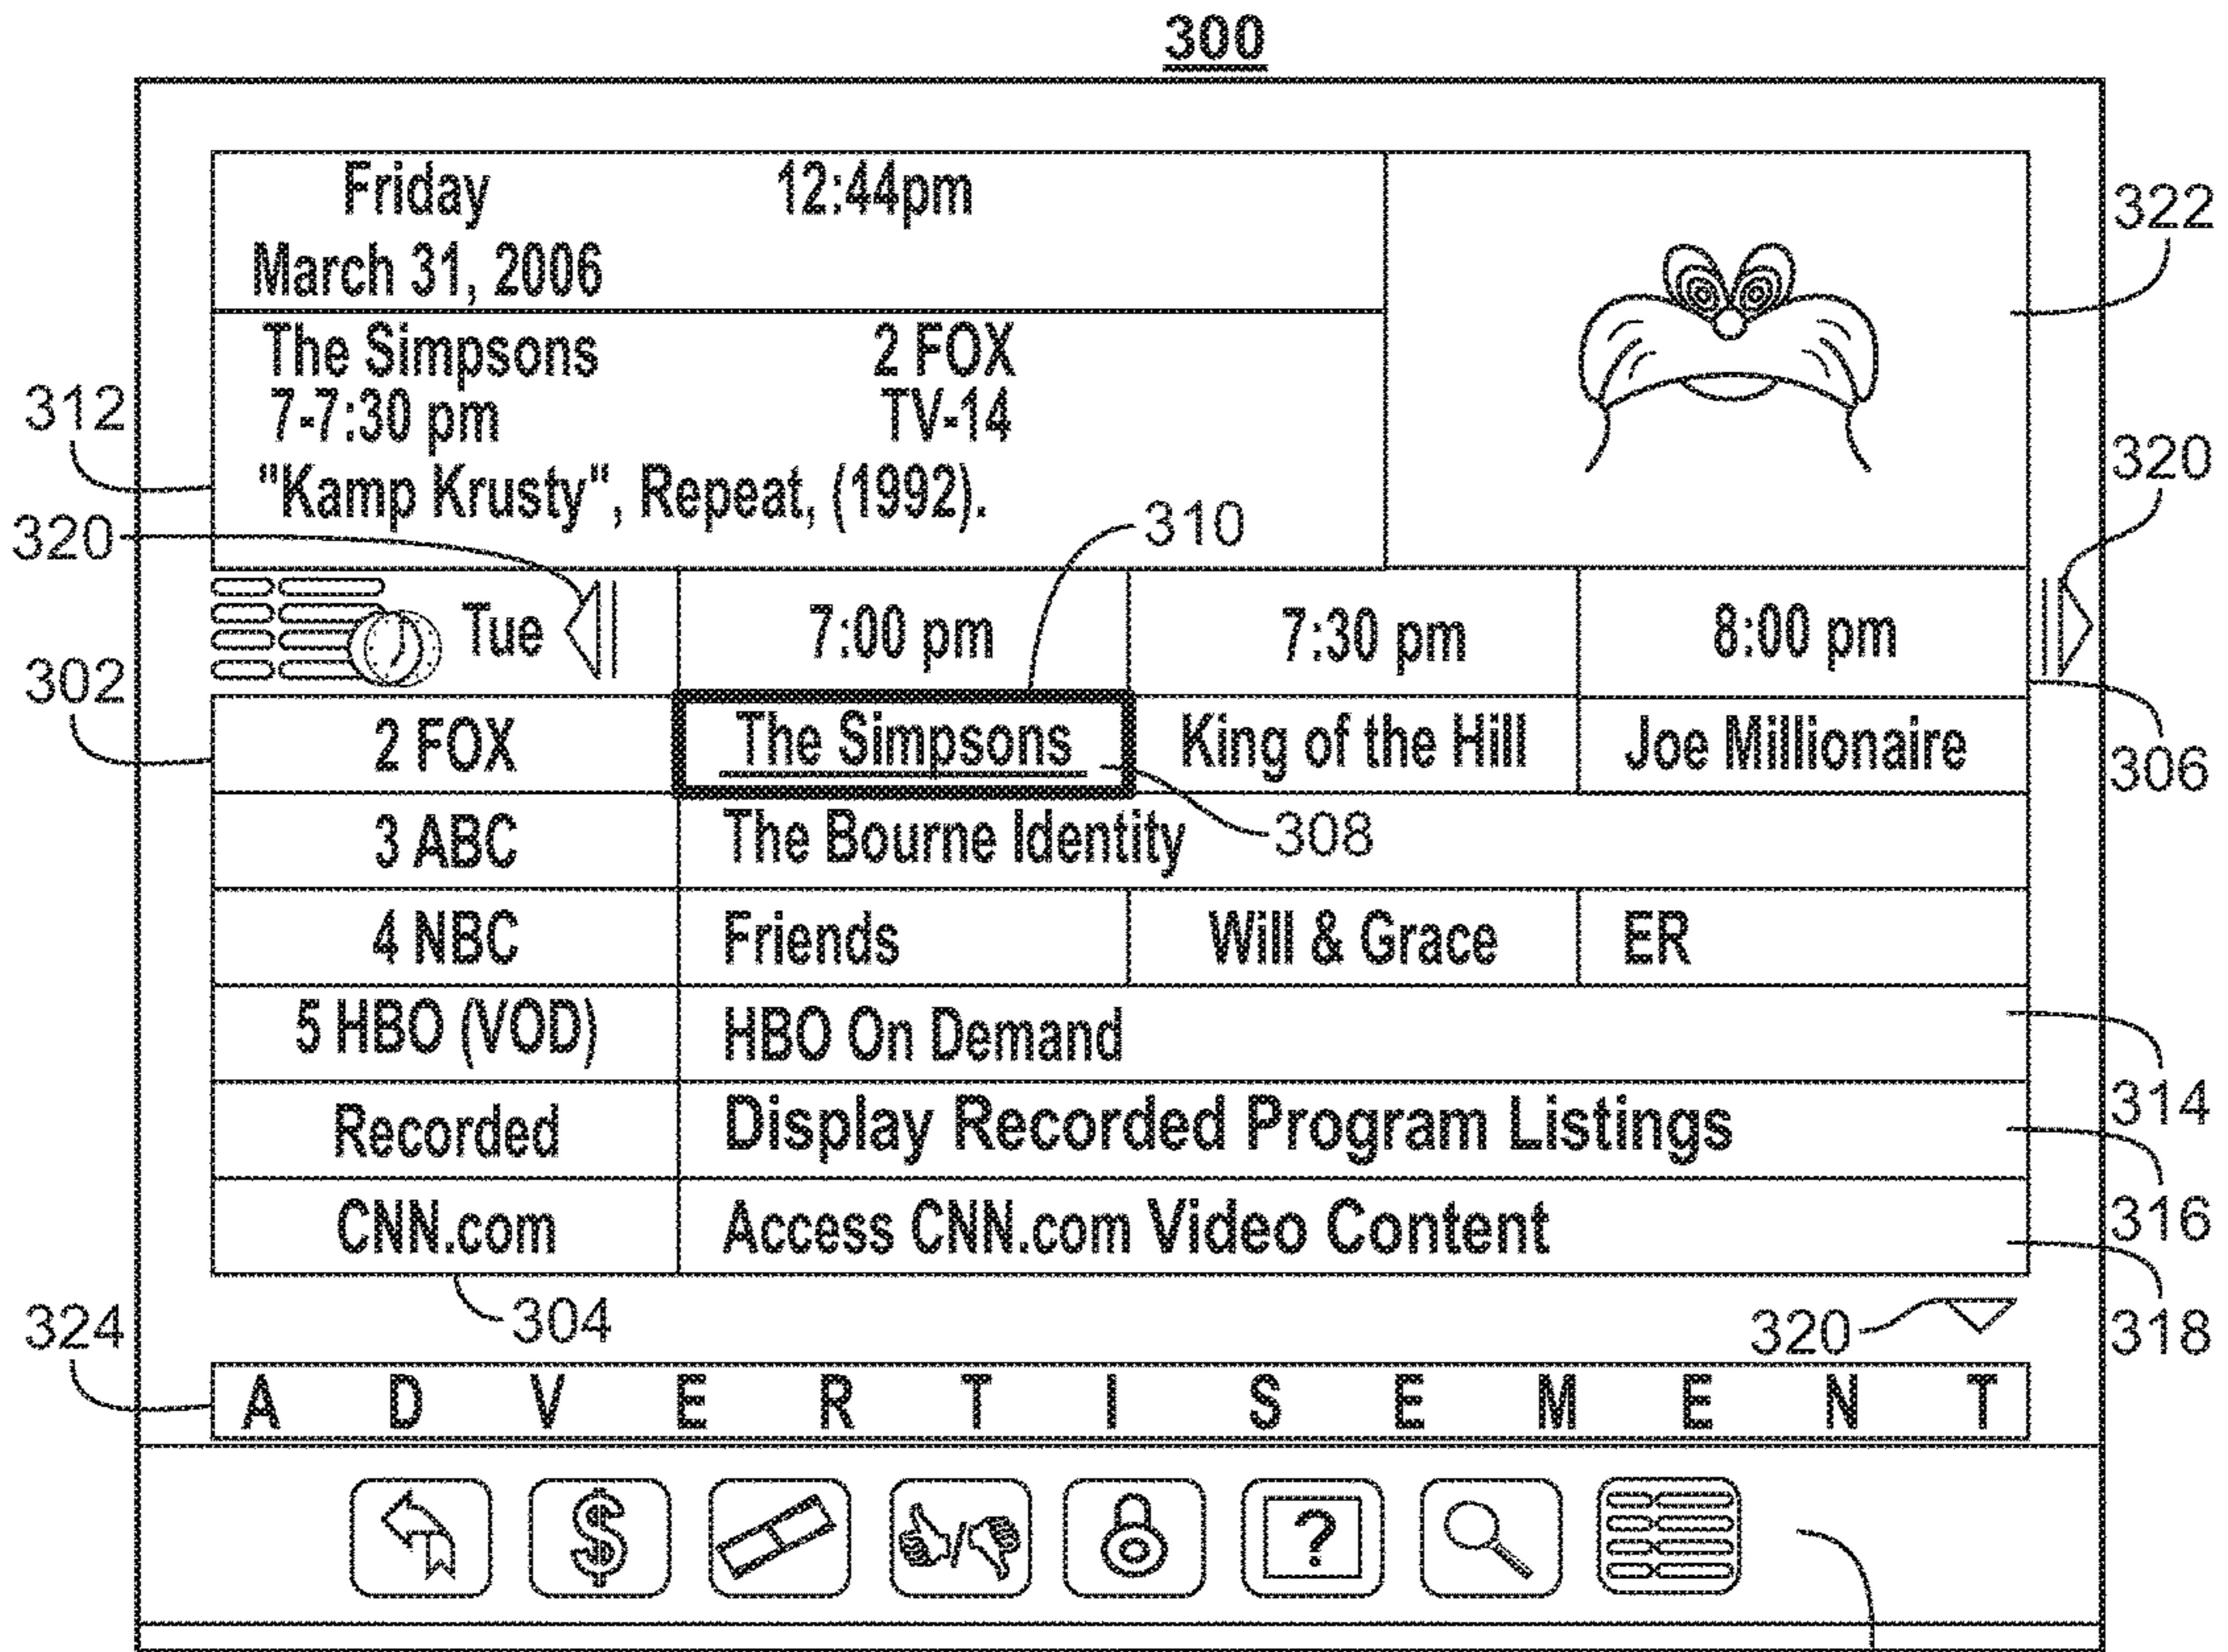 300
Friday 12:44pm
March 31, 2006
322
The Simpsons 2 FOX
312
7-7:30 pm TV-14
320
"Kamp Krusty", Repeat, (1992).
310
320
Tue 7:00 pm 7:30 pm 8:00 pm
302
2 FOX The Simpsons King of the Hill Joe Millionaire
306
3 ABC The Bourne Identity 308
4 NBC Friends Will & Grace ER
5 HBO (VOD) HBO On Demand
314
Recorded Display Recorded Program Listings
316
CNN.com Access CNN.com Video Content
304
324
320
318
A D V E R T I S E M E N T
$ / ?